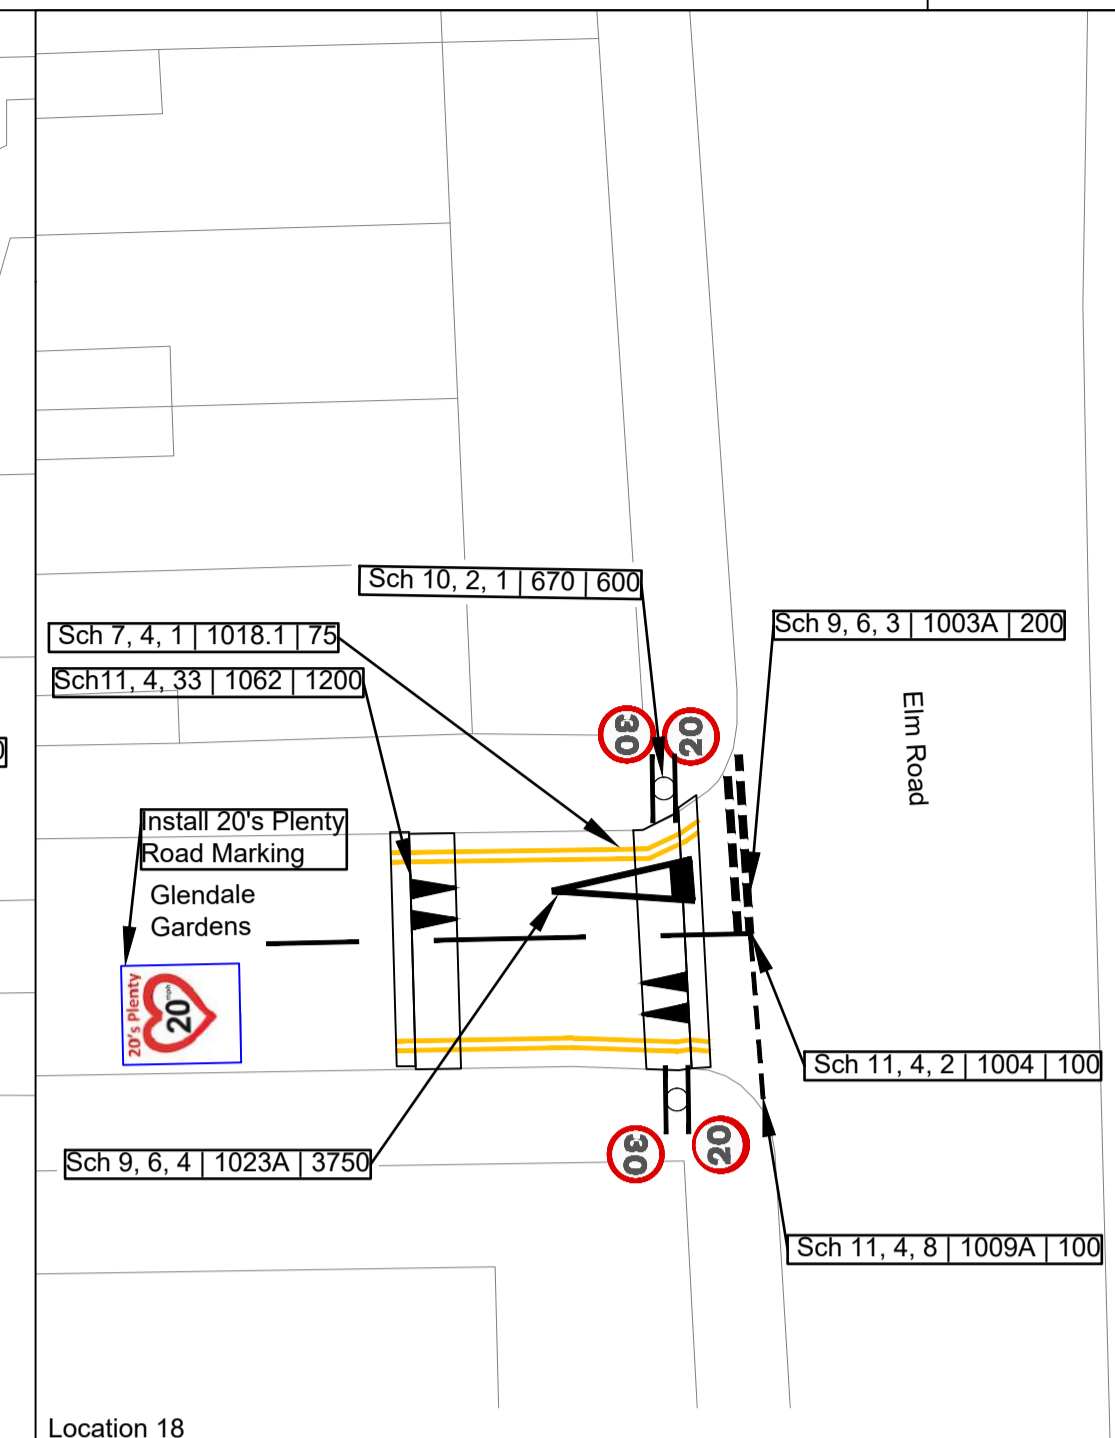 Sch 10, 2, 1 | 670 | 600
Sch 7, 4, 1 | 1018.1 | 75
Sch11, 4, 33 | 1062 | 1200
Sch 9, 6, 3 | 1003A | 200
Elm Road
30
20
Install 20's Plenty
Road Marking
Glendale
Gardens
20's Plenty
20 mph
Sch 11, 4, 2 | 1004 | 100
Sch 9, 6, 4 | 1023A | 3750
30
20
Sch 11, 4, 8 | 1009A | 100
Location 18